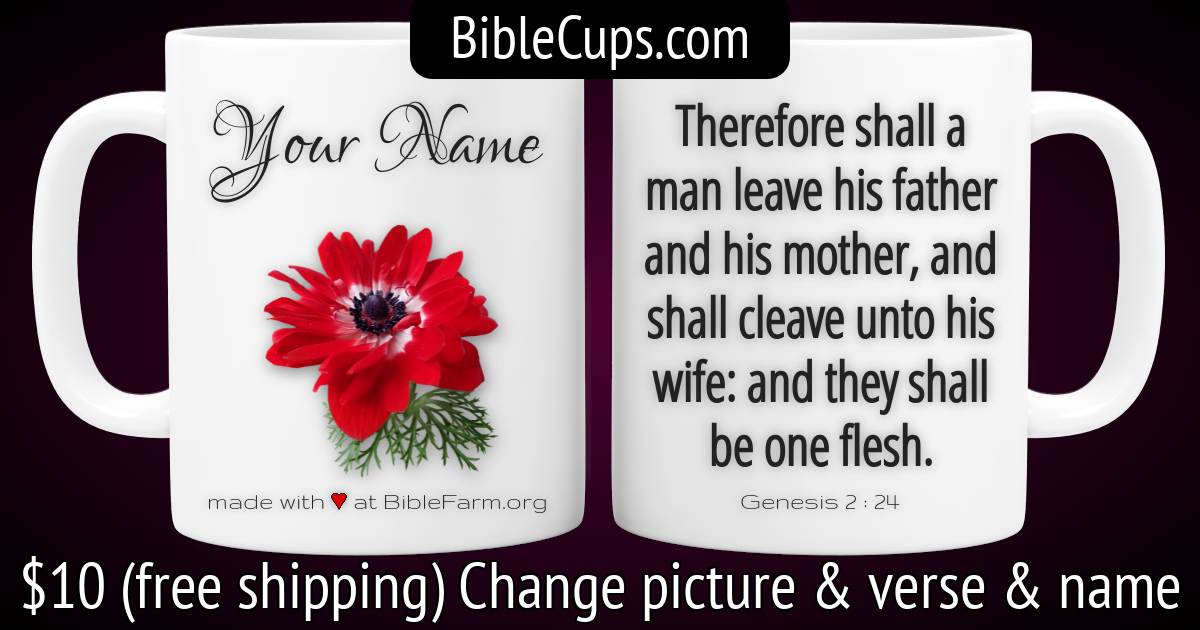 BibleCups.com
Your Name
made with ♥ at BibleFarm.org
Therefore shall a
man leave his father
and his mother, and
shall cleave unto his
wife: and they shall
be one flesh.
Genesis 2 : 24
$10 (free shipping) Change picture & verse & name